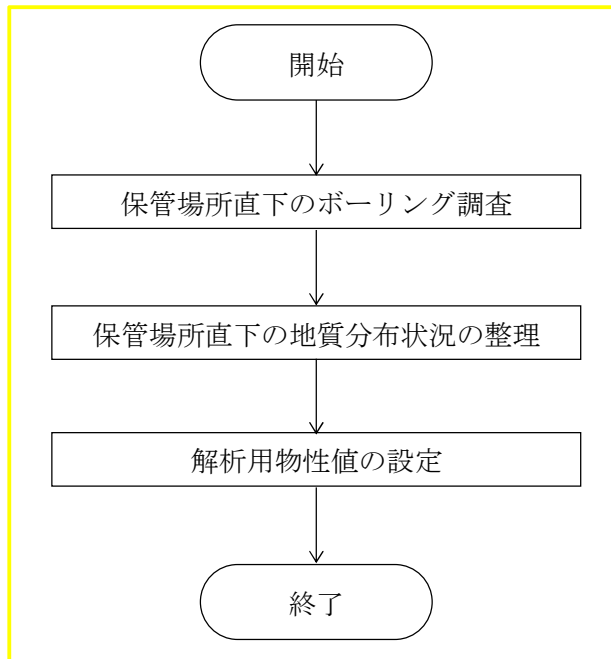 開始
保管場所直下のボーリング調査
保管場所直下の地質分布状況の整理
解析用物性値の設定
終了